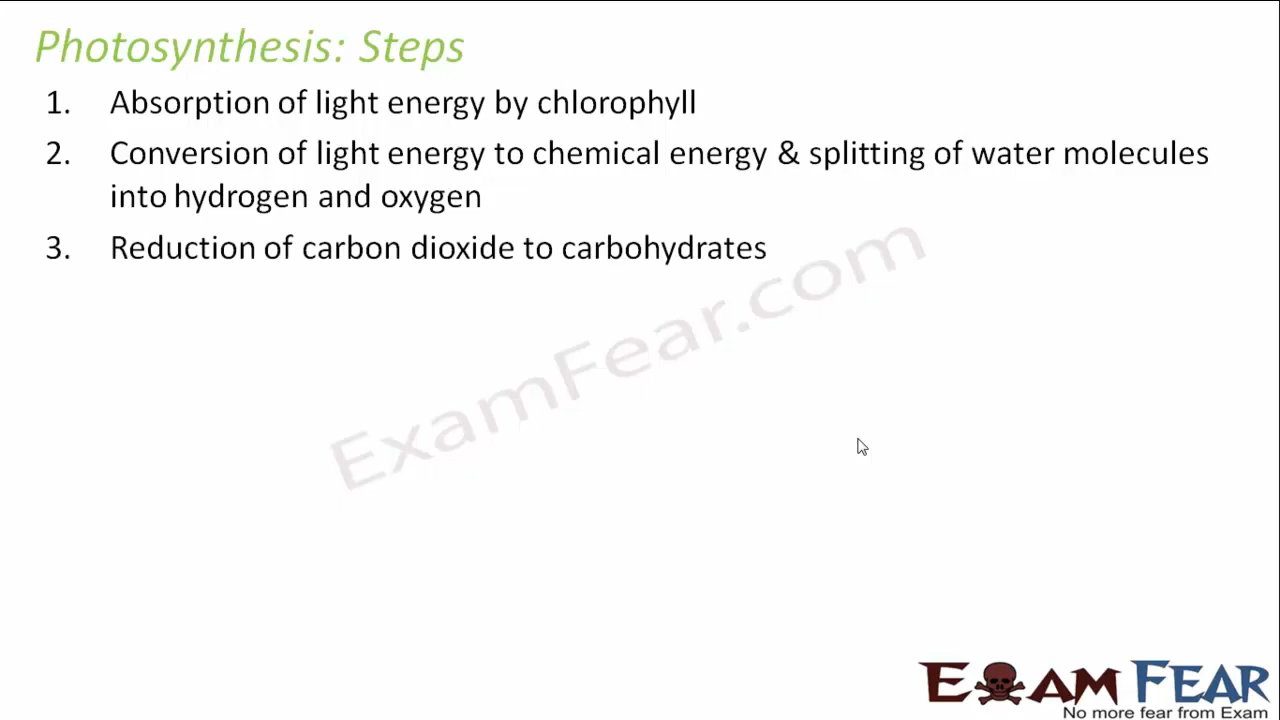 Photosynthesis: Steps
1. Absorption of light energy by chlorophyll
2. Conversion of light energy to chemical energy & splitting of water molecules
into hydrogen and oxygen
3. Reduction of carbon dioxide to carbohydrates
ExamFear.com
EXAM FEAR
No more fear from Exam